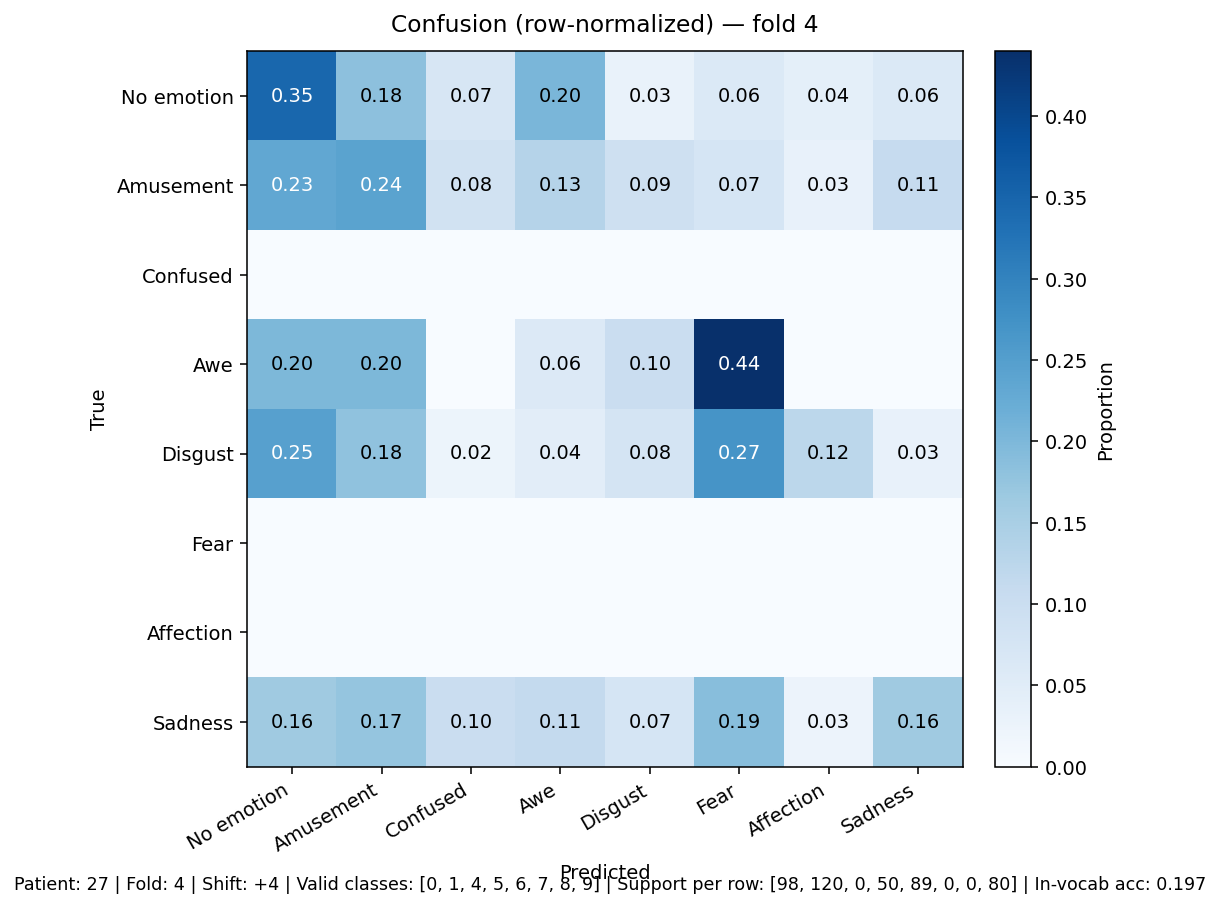 Confusion (row-normalized) — fold 4
No emotion 0.35 0.18 0.07 0.20 0.03 0.06 0.04 0.06
Amusement 0.23 0.24 0.08 0.13 0.09 0.07 0.03 0.11
Confused
Awe 0.20 0.20 0.06 0.10 0.44
Disgust 0.25 0.18 0.02 0.04 0.08 0.27 0.12 0.03
Fear
Affection
Sadness 0.16 0.17 0.10 0.11 0.07 0.19 0.03 0.16
True
No emotion Amusement Confused Awe Disgust Fear Affection Sadness
Predicted
0.40
0.35
0.30
0.25
0.20
0.15
0.10
0.05
0.00
Proportion
Patient: 27 | Fold: 4 | Shift: +4 | Valid classes: [0, 1, 4, 5, 6, 7, 8, 9] | Support per row: [98, 120, 0, 50, 89, 0, 0, 80] | In-vocab acc: 0.197